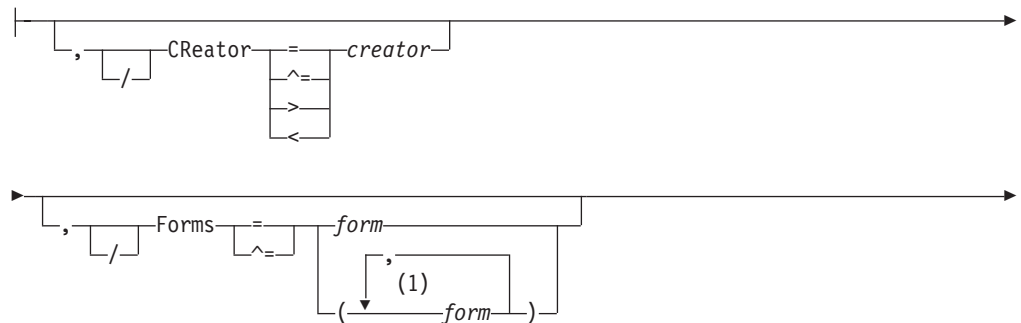 , / CReator = creator
^=
>
<
, / Forms = form
^=
,
(1)
( form )